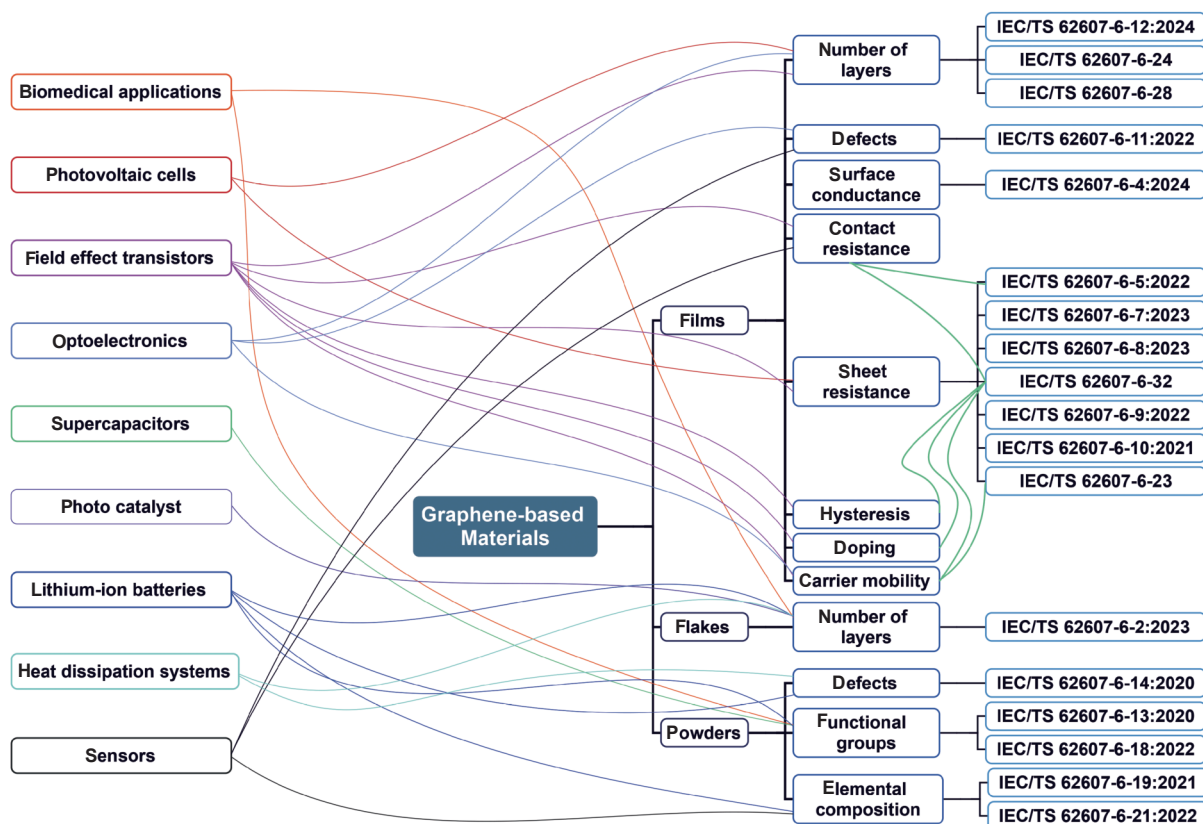 Biomedical applications
Photovoltaic cells
Field effect transistors
Optoelectronics
Supercapacitors
Photo catalyst
Lithium-ion batteries
Heat dissipation systems
Sensors
Graphene-based
Materials
Films
Flakes
Powders
Number of
layers
Defects
Surface
conductance
Contact
resistance
Sheet
resistance
Hysteresis
Doping
Carrier mobility
Number of
layers
Defects
Functional
groups
Elemental
composition
IEC/TS 62607-6-12:2024
IEC/TS 62607-6-24
IEC/TS 62607-6-28
IEC/TS 62607-6-11:2022
IEC/TS 62607-6-4:2024
IEC/TS 62607-6-5:2022
IEC/TS 62607-6-7:2023
IEC/TS 62607-6-8:2023
IEC/TS 62607-6-32
IEC/TS 62607-6-9:2022
IEC/TS 62607-6-10:2021
IEC/TS 62607-6-23
IEC/TS 62607-6-2:2023
IEC/TS 62607-6-14:2020
IEC/TS 62607-6-13:2020
IEC/TS 62607-6-18:2022
IEC/TS 62607-6-19:2021
IEC/TS 62607-6-21:2022